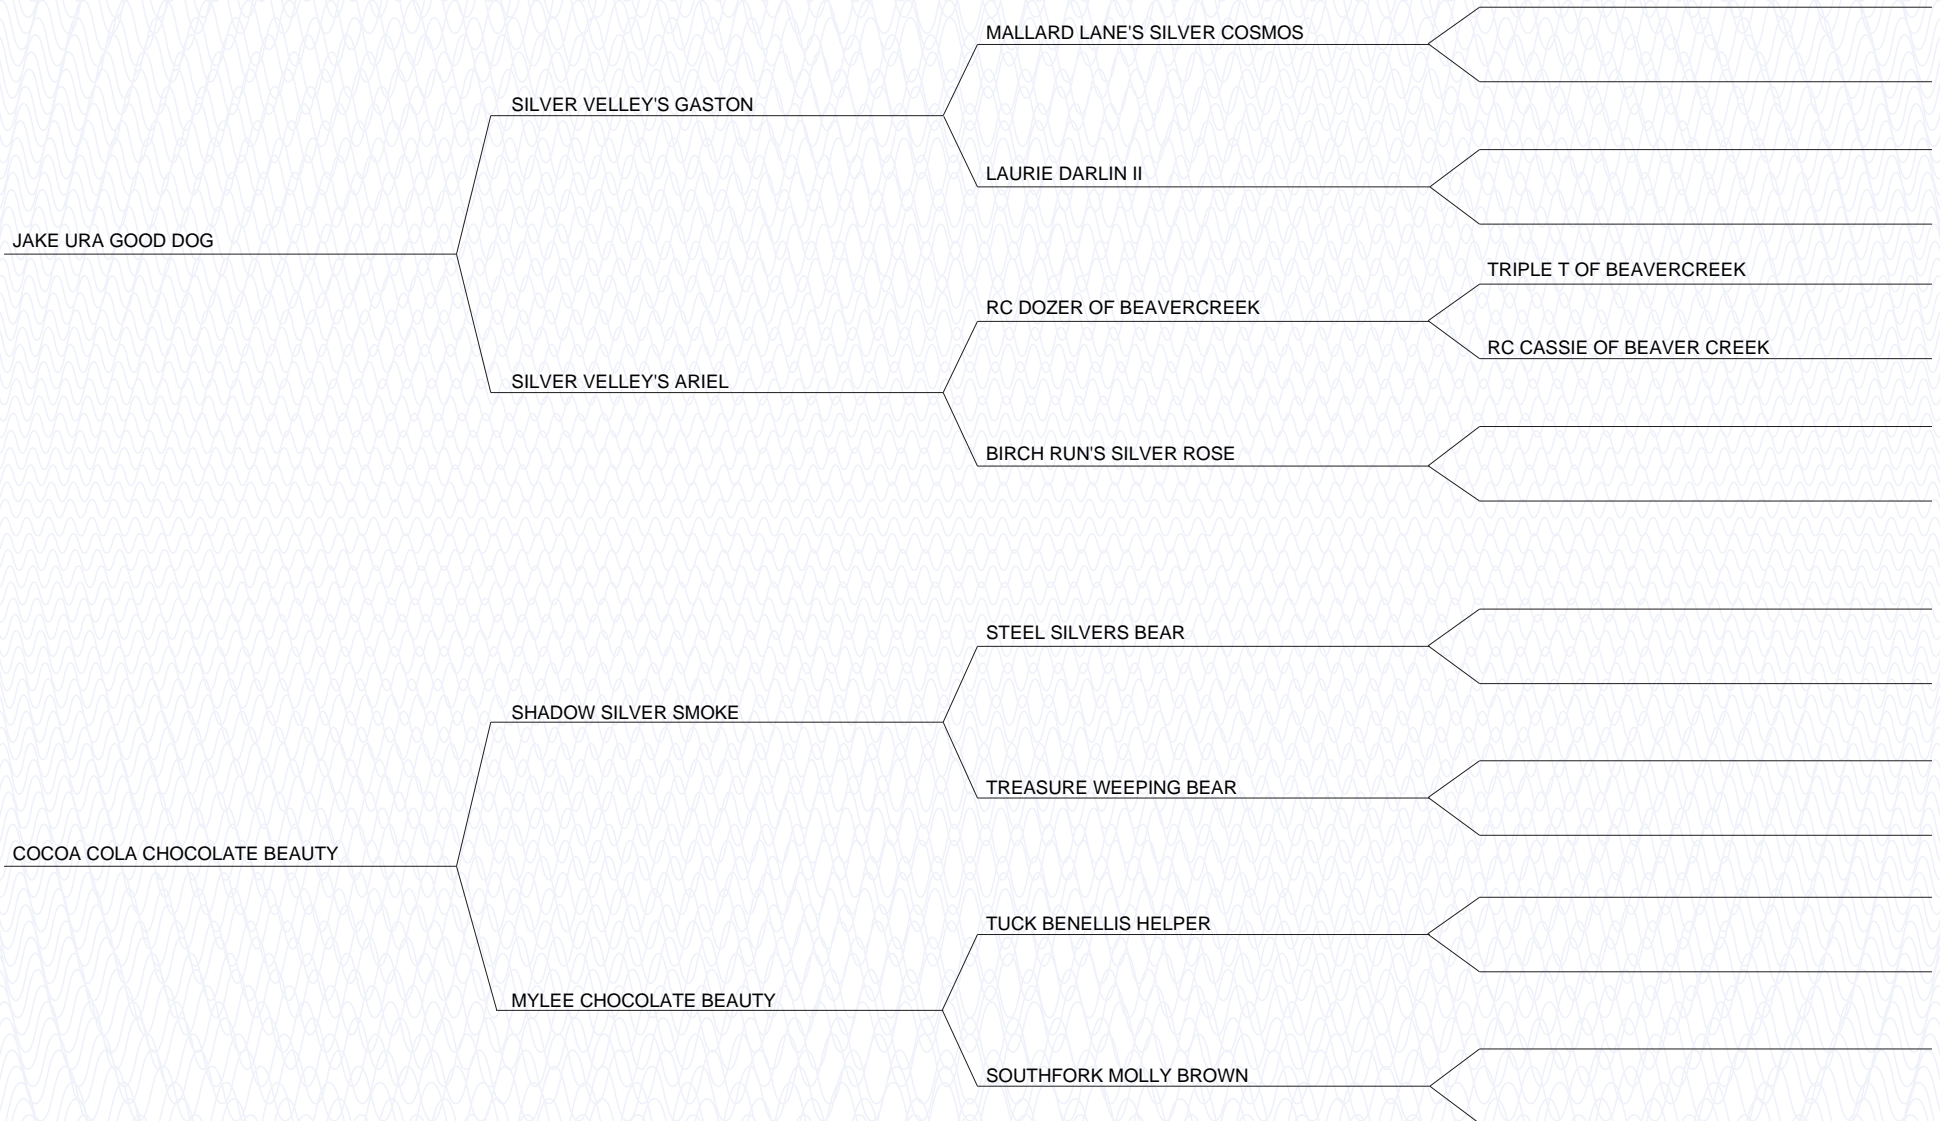 MALLARD LANE'S SILVER COSMOS
SILVER VELLEY'S GASTON
LAURIE DARLIN II
JAKE URA GOOD DOG
TRIPLE T OF BEAVERCREEK
RC DOZER OF BEAVERCREEK
RC CASSIE OF BEAVER CREEK
SILVER VELLEY'S ARIEL
BIRCH RUN'S SILVER ROSE
STEEL SILVERS BEAR
SHADOW SILVER SMOKE
TREASURE WEEPING BEAR
COCOA COLA CHOCOLATE BEAUTY
TUCK BENELLIS HELPER
MYLEE CHOCOLATE BEAUTY
SOUTHFORK MOLLY BROWN